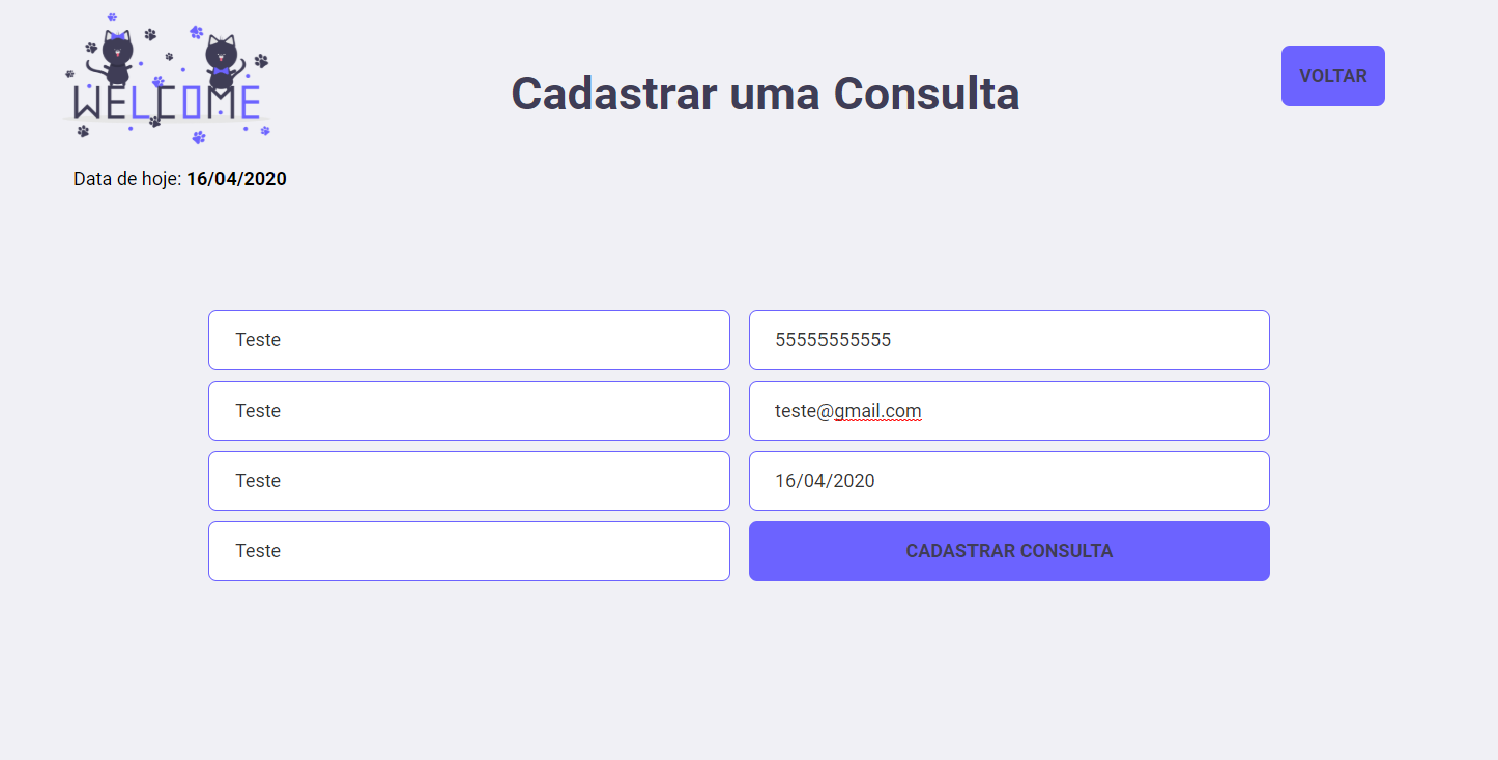 WELCOME
Cadastrar uma Consulta
VOLTAR
Data de hoje: 16/04/2020
Teste
55555555555
Teste
teste@gmail.com
Teste
16/04/2020
Teste
CADASTRAR CONSULTA